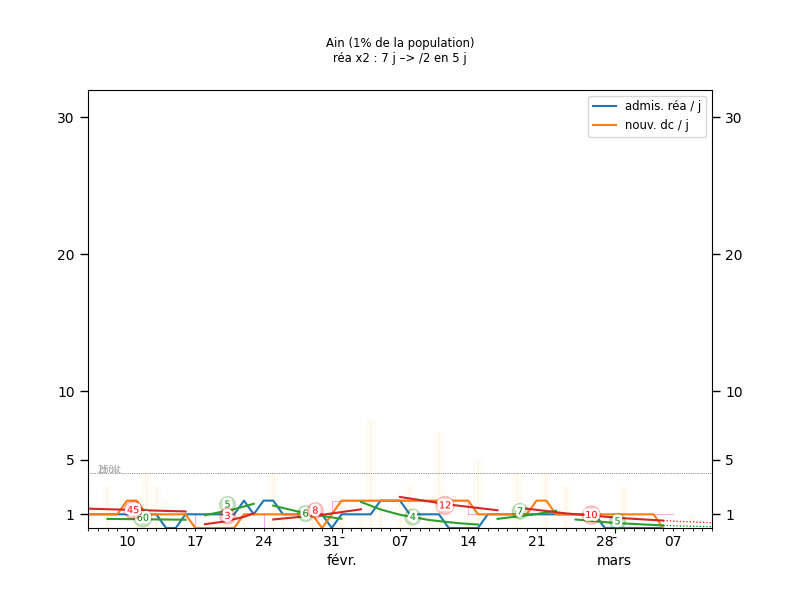 Ain (1% de la population)
réa x2 : 7 j –> /2 en 5 j
admis. réa / j
nouv. dc / j
30 30
20 20
10 10
5 5
1 1
45 60 5 3 6 8 4 12 7 10 5
10 17 24 31 07 14 21 28 07
févr. mars